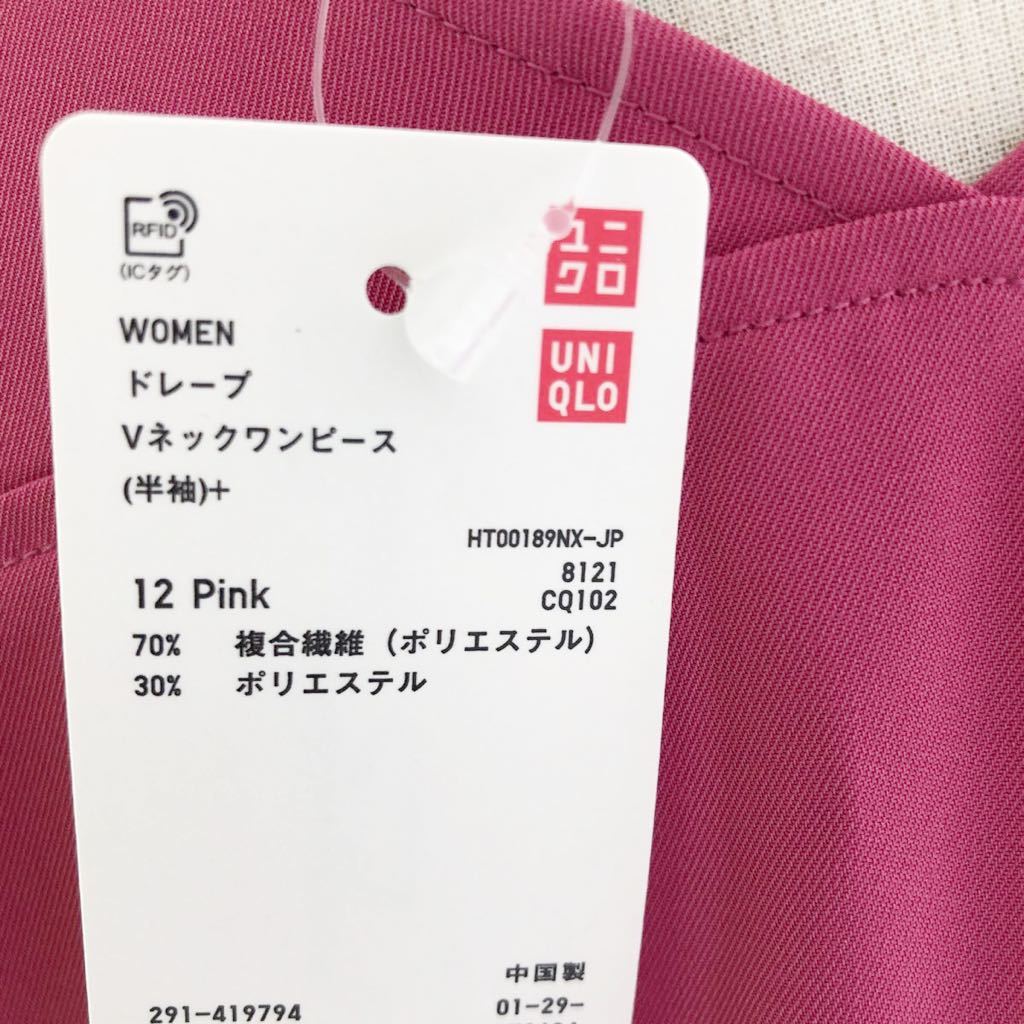 RFID
(ICタグ)
ユニ
クロ
UNI
QLO
WOMEN
ドレープ
Vネックワンピース
(半袖)+
HT00189NX-JP
8121
CQ102
12 Pink
70% 複合繊維 (ポリエステル)
30% ポリエステル
中国製
291-419794
01-29-